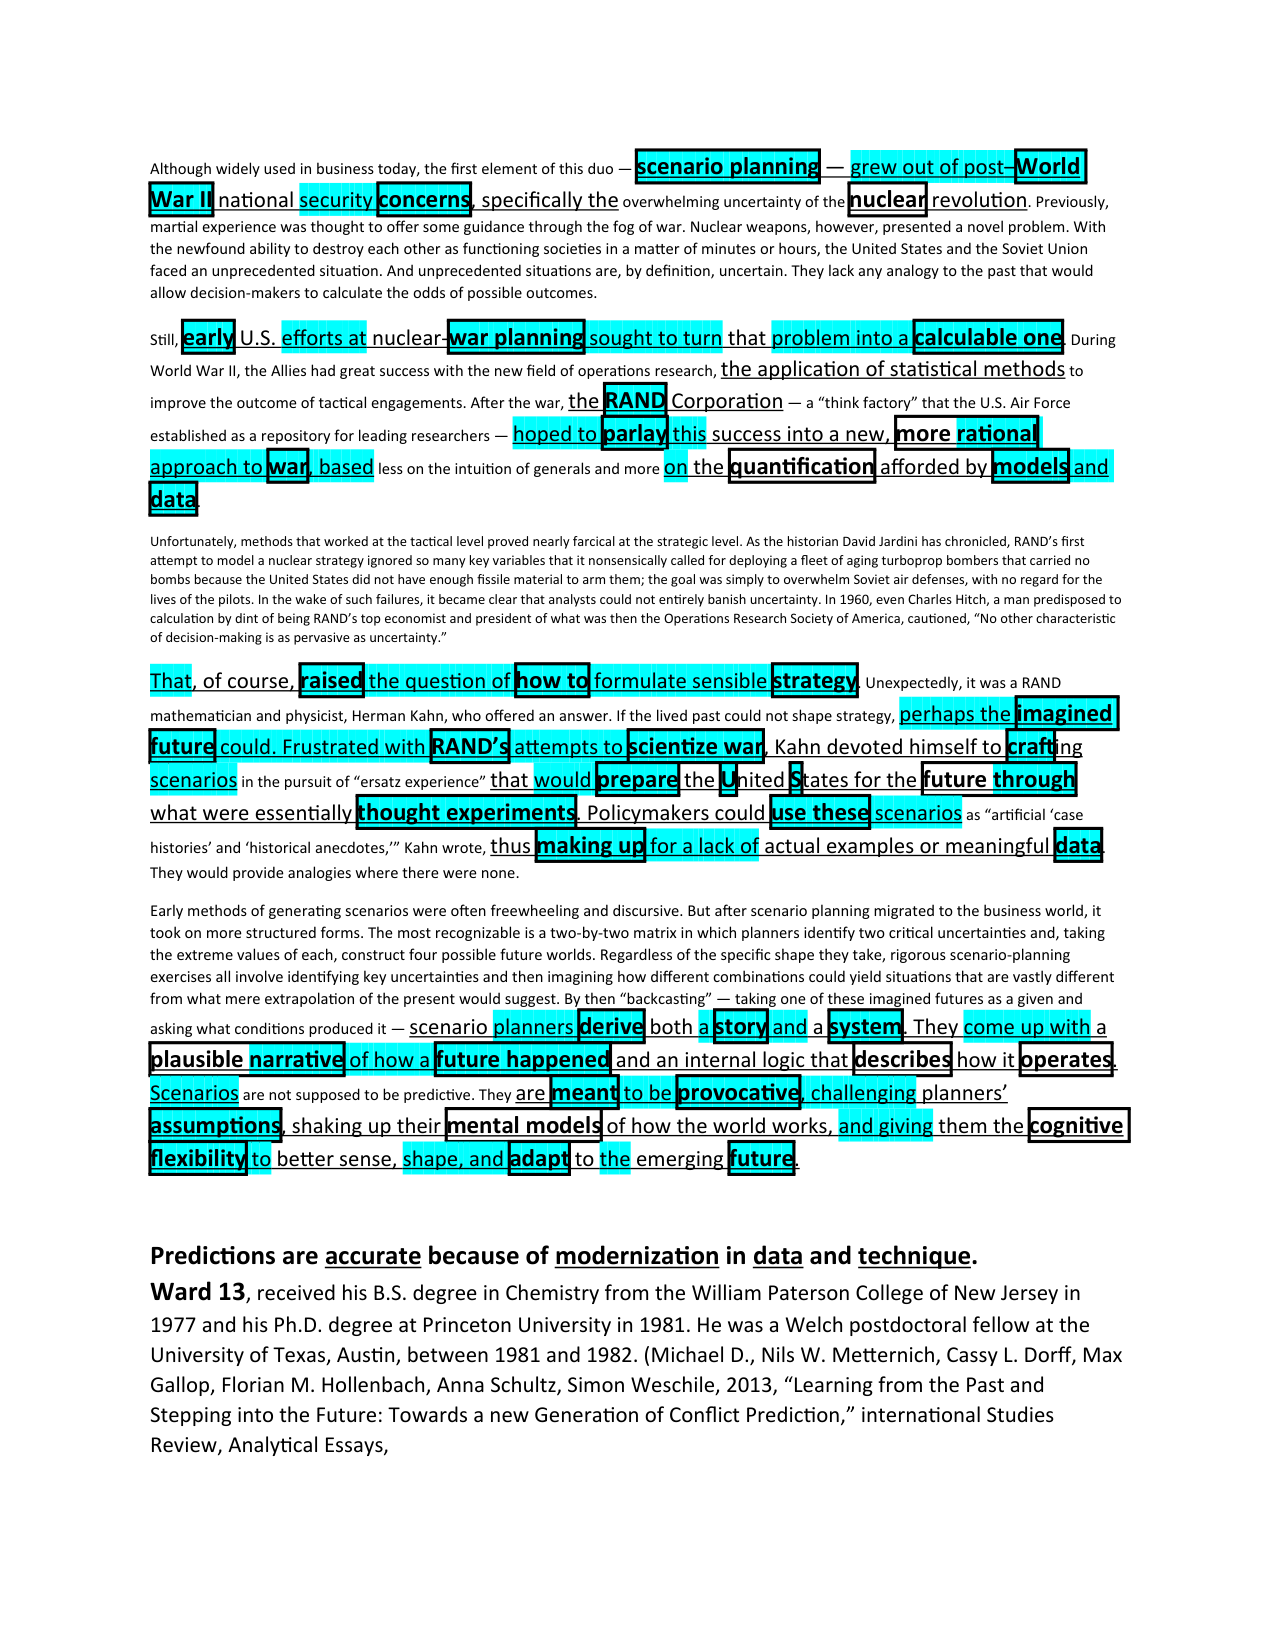 Although widely used in business today, the first element of this duo — scenario planning — grew out of post–World
War II national security concerns, specifically the overwhelming uncertainty of the nuclear revolution. Previously,
martial experience was thought to offer some guidance through the fog of war. Nuclear weapons, however, presented a novel problem. With
the newfound ability to destroy each other as functioning societies in a matter of minutes or hours, the United States and the Soviet Union
faced an unprecedented situation. And unprecedented situations are, by definition, uncertain. They lack any analogy to the past that would
allow decision-makers to calculate the odds of possible outcomes.
Still, early U.S. efforts at nuclear-war planning sought to turn that problem into a calculable one. During
World War II, the Allies had great success with the new field of operations research, the application of statistical methods to
improve the outcome of tactical engagements. After the war, the RAND Corporation — a “think factory” that the U.S. Air Force
established as a repository for leading researchers — hoped to parlay this success into a new, more rational
approach to war, based less on the intuition of generals and more on the quantification afforded by models and
data.
Unfortunately, methods that worked at the tactical level proved nearly farcical at the strategic level. As the historian David Jardini has chronicled, RAND’s first
attempt to model a nuclear strategy ignored so many key variables that it nonsensically called for deploying a fleet of aging turboprop bombers that carried no
bombs because the United States did not have enough fissile material to arm them; the goal was simply to overwhelm Soviet air defenses, with no regard for the
lives of the pilots. In the wake of such failures, it became clear that analysts could not entirely banish uncertainty. In 1960, even Charles Hitch, a man predisposed to
calculation by dint of being RAND’s top economist and president of what was then the Operations Research Society of America, cautioned, “No other characteristic
of decision-making is as pervasive as uncertainty.”
That, of course, raised the question of how to formulate sensible strategy. Unexpectedly, it was a RAND
mathematician and physicist, Herman Kahn, who offered an answer. If the lived past could not shape strategy, perhaps the imagined
future could. Frustrated with RAND’s attempts to scientize war, Kahn devoted himself to crafting
scenarios in the pursuit of “ersatz experience” that would prepare the United States for the future through
what were essentially thought experiments. Policymakers could use these scenarios as “artificial ‘case
histories’ and ‘historical anecdotes,’” Kahn wrote, thus making up for a lack of actual examples or meaningful data.
They would provide analogies where there were none.
Early methods of generating scenarios were often freewheeling and discursive. But after scenario planning migrated to the business world, it
took on more structured forms. The most recognizable is a two-by-two matrix in which planners identify two critical uncertainties and, taking
the extreme values of each, construct four possible future worlds. Regardless of the specific shape they take, rigorous scenario-planning
exercises all involve identifying key uncertainties and then imagining how different combinations could yield situations that are vastly different
from what mere extrapolation of the present would suggest. By then “backcasting” — taking one of these imagined futures as a given and
asking what conditions produced it — scenario planners derive both a story and a system. They come up with a
plausible narrative of how a future happened and an internal logic that describes how it operates.
Scenarios are not supposed to be predictive. They are meant to be provocative, challenging planners’
assumptions, shaking up their mental models of how the world works, and giving them the cognitive
flexibility to better sense, shape, and adapt to the emerging future.
Predictions are accurate because of modernization in data and technique.
Ward 13, received his B.S. degree in Chemistry from the William Paterson College of New Jersey in
1977 and his Ph.D. degree at Princeton University in 1981. He was a Welch postdoctoral fellow at the
University of Texas, Austin, between 1981 and 1982. (Michael D., Nils W. Metternich, Cassy L. Dorff, Max
Gallop, Florian M. Hollenbach, Anna Schultz, Simon Weschile, 2013, “Learning from the Past and
Stepping into the Future: Towards a new Generation of Conflict Prediction,” international Studies
Review, Analytical Essays,